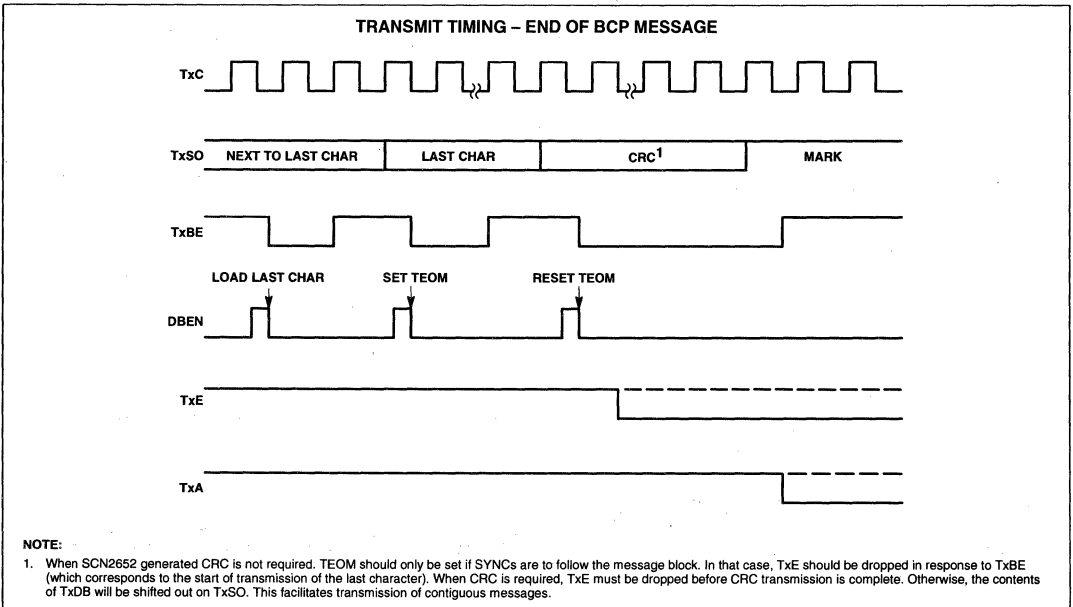 TRANSMIT TIMING – END OF BCP MESSAGE
TxC
TxSO NEXT TO LAST CHAR LAST CHAR CRC1 MARK
TxBE
LOAD LAST CHAR SET TEOM RESET TEOM
DBEN
TxE
TxA
NOTE:
1. When SCN2652 generated CRC is not required. TEOM should only be set if SYNCs are to follow the message block. In that case, TxE should be dropped in response to TxBE
(which corresponds to the start of transmission of the last character). When CRC is required, TxE must be dropped before CRC transmission is complete. Otherwise, the contents
of TxDB will be shifted out on TxSO. This facilitates transmission of contiguous messages.